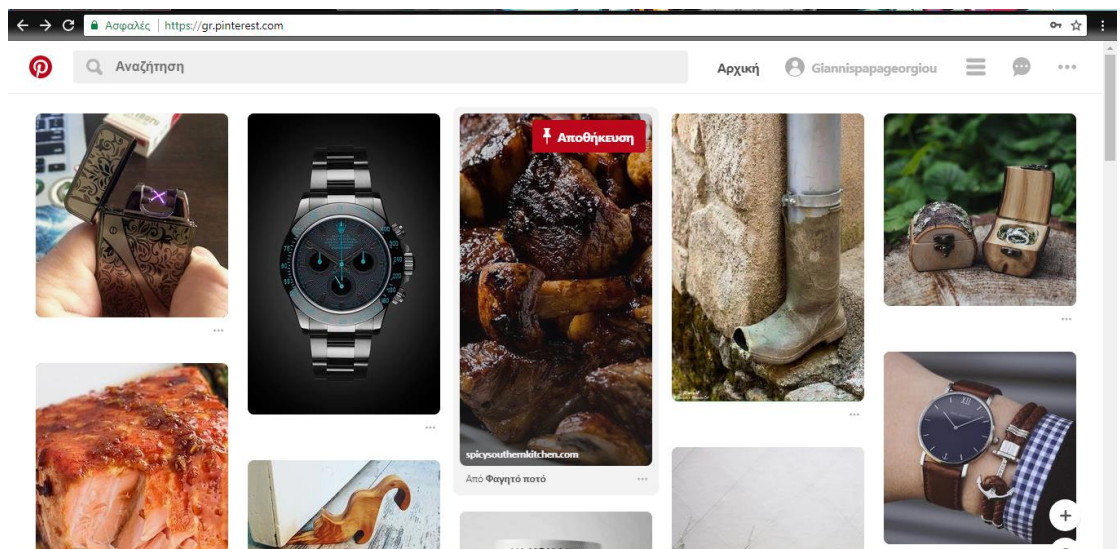 Ασφαλές | https://gr.pinterest.com
Αναζήτηση
Αρχική
Giannispapageorgiou
Αποθήκευση
spicysouthernkitchen.com
Από Φαγητό ποτό